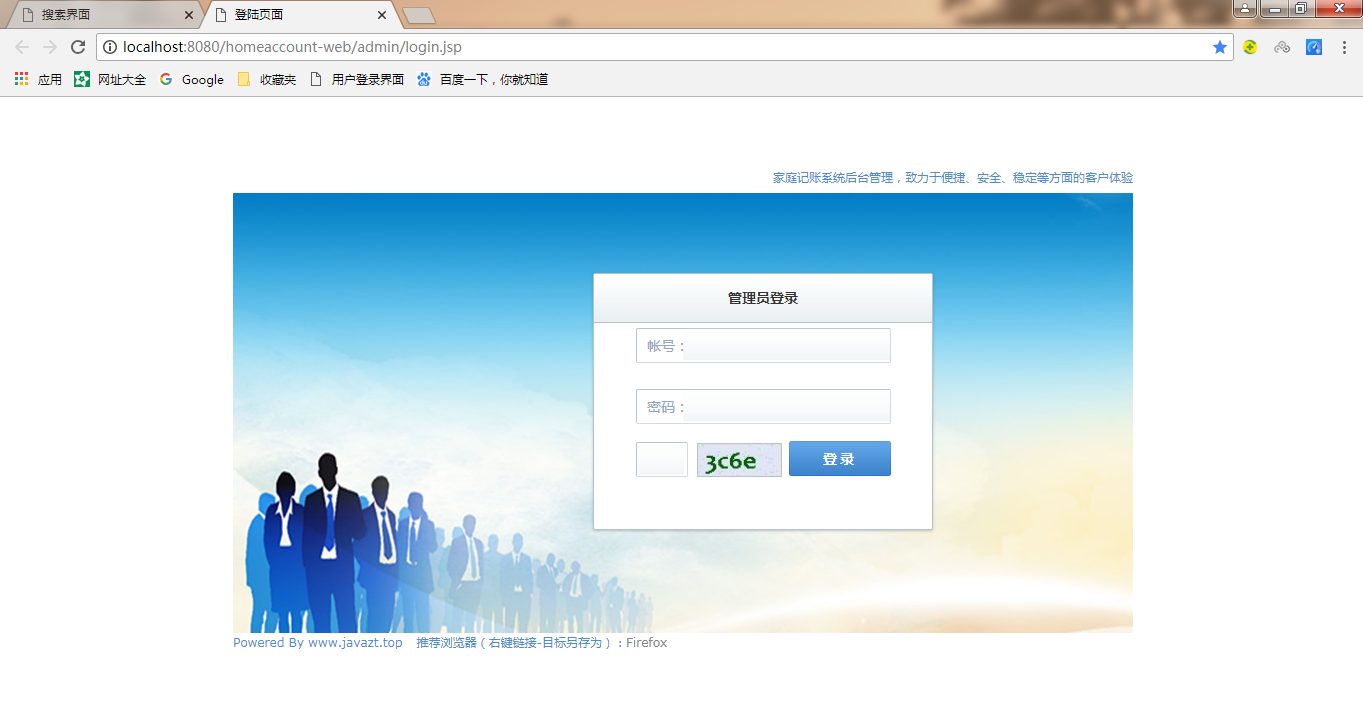 搜索界面
登陆页面
localhost:8080/homeaccount-web/admin/login.jsp
应用 网址大全 Google 收藏夹 用户登录界面 百度一下，你就知道
家庭记账系统后台管理，致力于便捷、安全、稳定等方面的客户体验
管理员登录
帐号：
密码：
3c6e 登录
Powered By www.javazt.top 推荐浏览器（右键链接-目标另存为）：Firefox